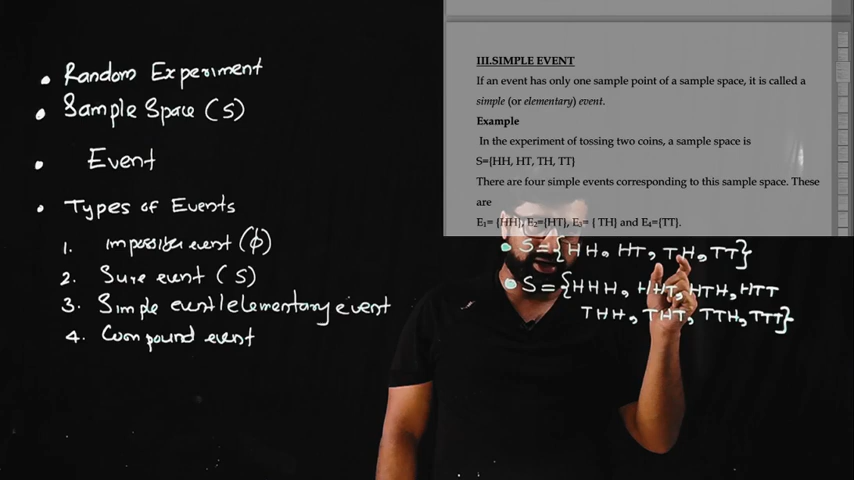 • Random Experiment
• Sample Space (S)
• Event
• Types of Events
1. Impossible event (ϕ)
2. Sure event (S)
3. Simple event/elementary event
4. Compound event
III.SIMPLE EVENT
If an event has only one sample point of a sample space, it is called a
simple (or elementary) event.
Example
In the experiment of tossing two coins, a sample space is
S={HH, HT, TH, TT}
There are four simple events corresponding to this sample space. These
are
E₁= {HH}, E₂={HT}, E₃= { TH} and E₄={TT}.
• S={HH, HT, TH, TT}
• S={HHH, HHT, HTH, HTT
THH, THT, TTH, TTT}